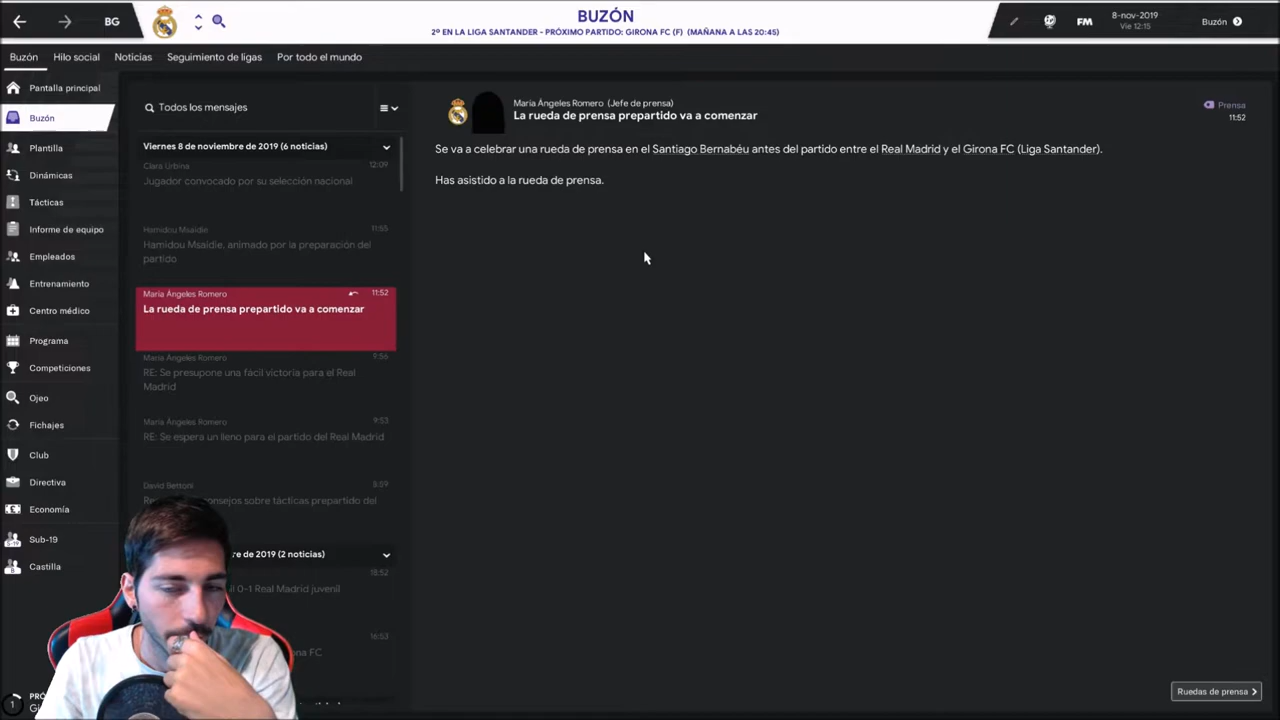 BG
BUZÓN
2º EN LA LIGA SANTANDER - PRÓXIMO PARTIDO: GIRONA FC (F) (MAÑANA A LAS 20:45)
FM
8-nov-2019
Vie 12:15
Buzón
Buzón Hilo social Noticias Seguimiento de ligas Por todo el mundo
Pantalla principal
Buzón
Plantilla
Dinámicas
Tácticas
Informe de equipo
Empleados
Entrenamiento
Centro médico
Programa
Competiciones
Ojeo
Fichajes
Club
Directiva
Economía
Sub-19
Castilla
1
Todos los mensajes
Viernes 8 de noviembre de 2019 (6 noticias)
Clara Urbina 12:09
Jugador convocado por su selección nacional
Hamidou Msaidie 11:55
Hamidou Msaidie, animado por la preparación del
partido
María Ángeles Romero 11:52
La rueda de prensa prepartido va a comenzar
María Ángeles Romero 9:56
RE: Se presupone una fácil victoria para el Real
Madrid
María Ángeles Romero 9:53
RE: Se espera un lleno para el partido del Real Madrid
David Bettoni 8:59
consejos sobre tácticas prepartido del
de 2019 (2 noticias)
18:52
0-1 Real Madrid juvenil
16:53
FC
María Ángeles Romero (Jefe de prensa)
La rueda de prensa prepartido va a comenzar
Prensa
11:52
Se va a celebrar una rueda de prensa en el Santiago Bernabéu antes del partido entre el Real Madrid y el Girona FC (Liga Santander).
Has asistido a la rueda de prensa.
Ruedas de prensa